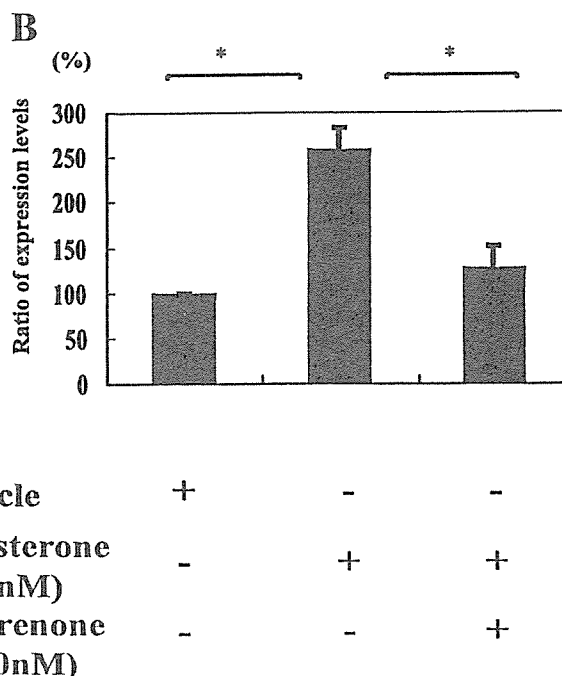 B
(%)
* *
Ratio of expression levels
300
250
200
150
100
50
0
cle + - -
sterone - + +
nM)
renone - - +
0nM)